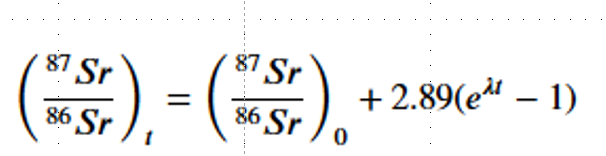 (⁸⁷Sr/⁸⁶Sr)ₜ = (⁸⁷Sr/⁸⁶Sr)₀ + 2.89(e^{λt} − 1)